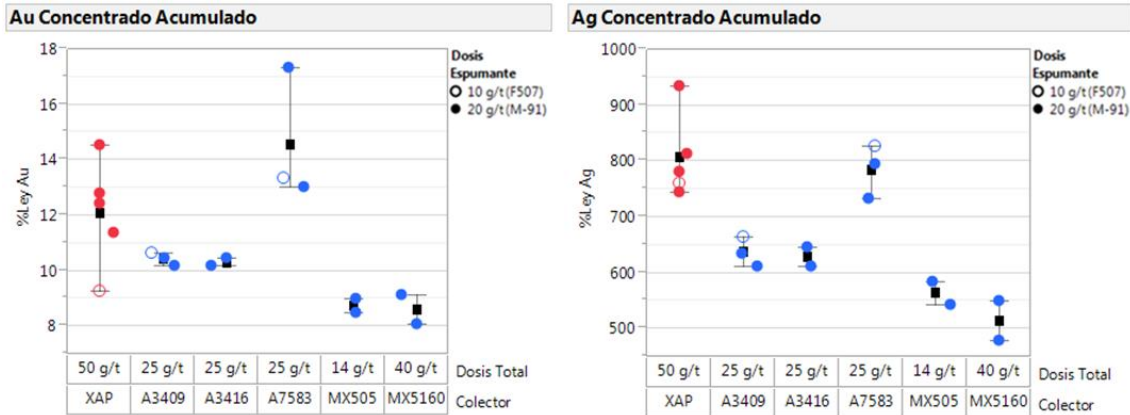 Au Concentrado Acumulado
18
16
14
12
10
8
%Ley Au
Dosis
Espumante
10 g/t (F507)
20 g/t (M-91)
50 g/t 25 g/t 25 g/t 25 g/t 14 g/t 40 g/t Dosis Total
XAP A3409 A3416 A7583 MX505 MX5160 Colector
Ag Concentrado Acumulado
1000
900
800
700
600
500
%Ley Ag
Dosis
Espumante
10 g/t (F507)
20 g/t (M-91)
50 g/t 25 g/t 25 g/t 25 g/t 14 g/t 40 g/t Dosis Total
XAP A3409 A3416 A7583 MX505 MX5160 Colector